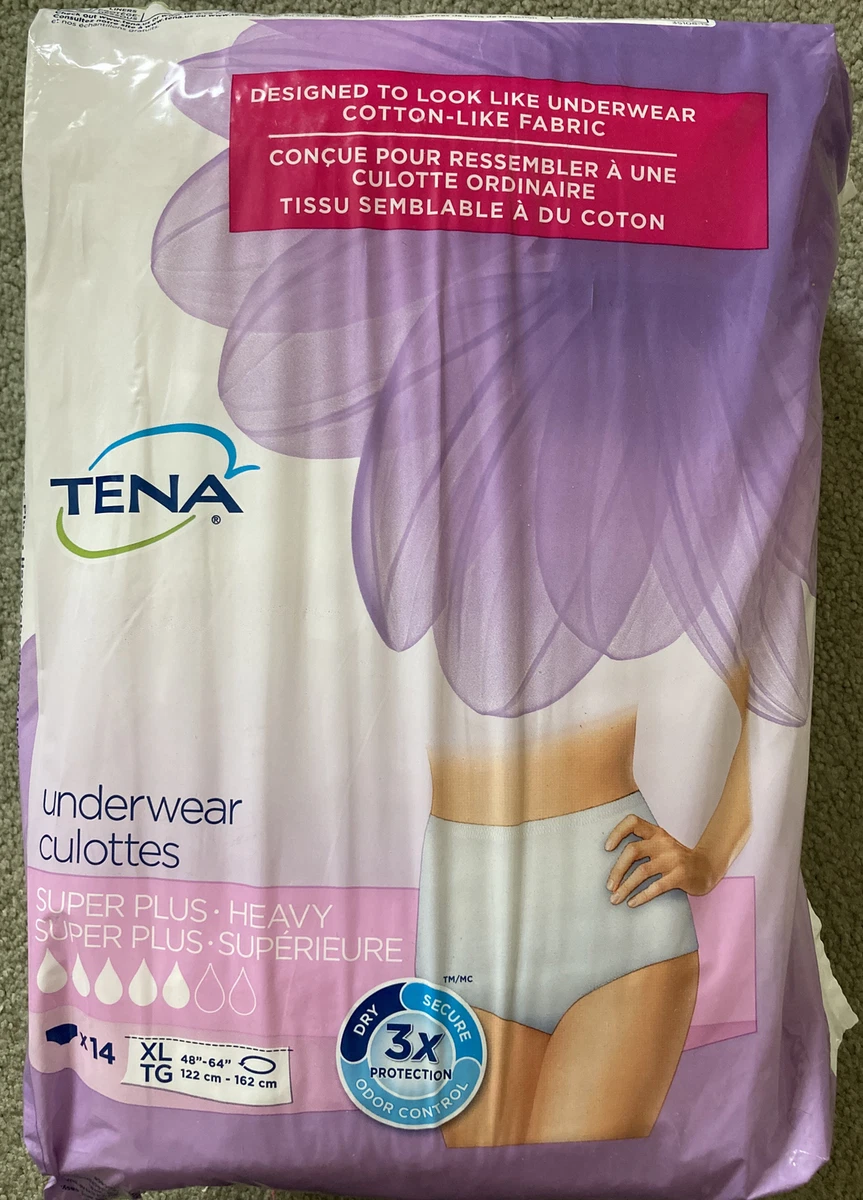 DESIGNED TO LOOK LIKE UNDERWEAR
COTTON-LIKE FABRIC
CONÇUE POUR RESSEMBLER À UNE
CULOTTE ORDINAIRE
TISSU SEMBLABLE À DU COTON
TENA®
underwear
culottes
SUPER PLUS · HEAVY
SUPER PLUS · SUPÉRIEURE
x14
XL 48"-64"
TG 122 cm - 162 cm
TM/MC
DRY
SECURE
3x
PROTECTION
ODOR CONTROL